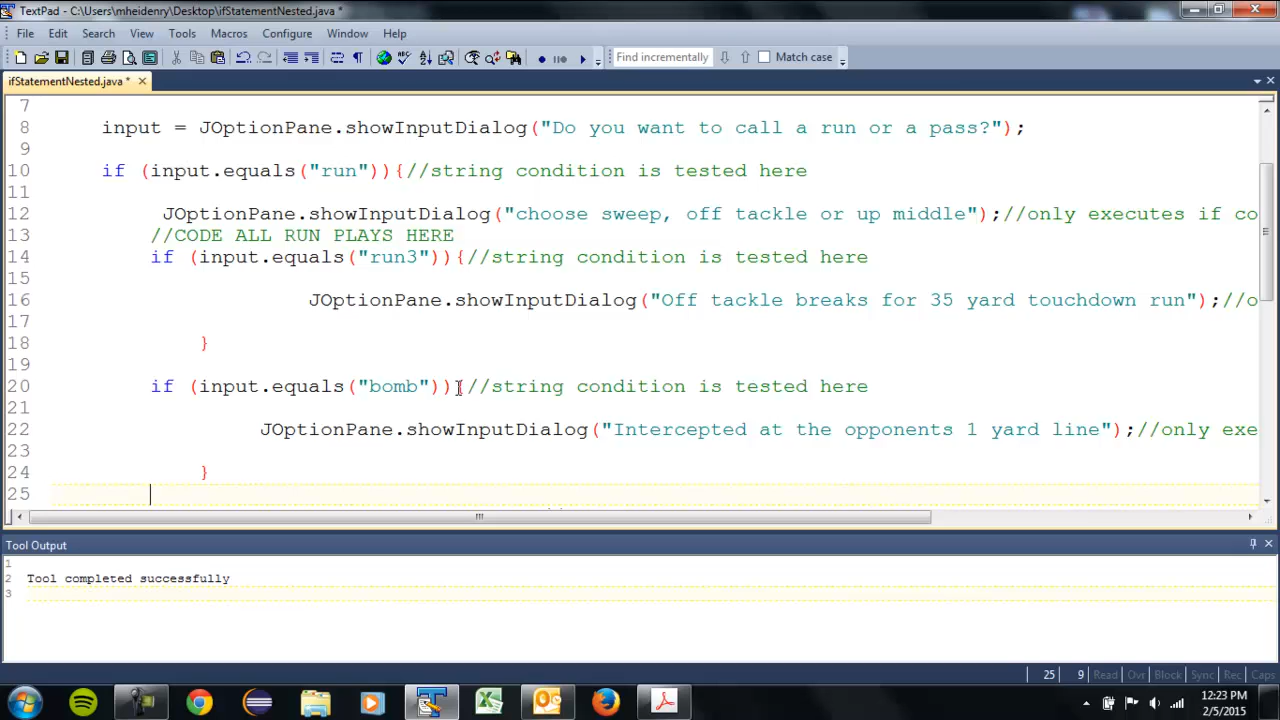 TextPad - C:\Users\mheidenry\Desktop\ifStatementNested.java *
File Edit Search View Tools Macros Configure Window Help
Find incrementally Match case
ifStatementNested.java *
7
8 input = JOptionPane.showInputDialog("Do you want to call a run or a pass?");
9
10 if (input.equals("run")){//string condition is tested here
11
12 JOptionPane.showInputDialog("choose sweep, off tackle or up middle");//only executes if co
13 //CODE ALL RUN PLAYS HERE
14 if (input.equals("run3")){//string condition is tested here
15
16 JOptionPane.showInputDialog("Off tackle breaks for 35 yard touchdown run");//o
17
18 }
19
20 if (input.equals("bomb")){//string condition is tested here
21
22 JOptionPane.showInputDialog("Intercepted at the opponents 1 yard line");//only exe
23
24 }
25
Tool Output
1
2 Tool completed successfully
3
25 9 Read Ovr Block Sync Rec Caps
12:23 PM
2/5/2015